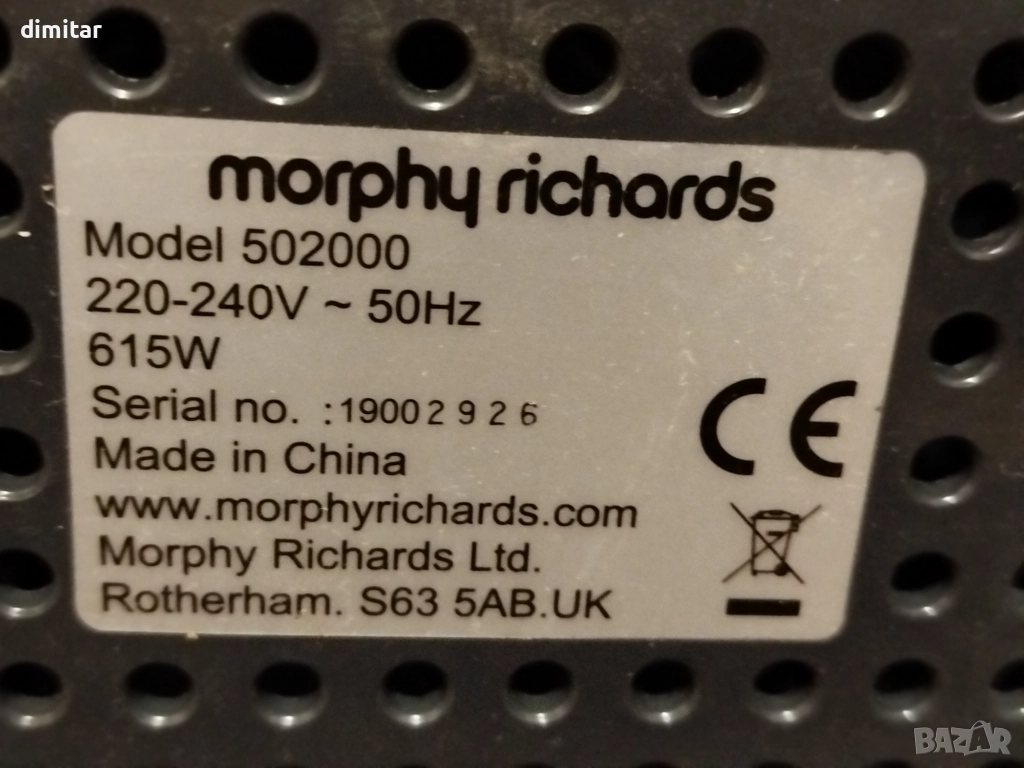 dimitar
morphy richards
Model 502000
220-240V ~ 50Hz
615W
Serial no. :19002926
Made in China
www.morphyrichards.com
Morphy Richards Ltd.
Rotherham. S63 5AB.UK
CE
BAZAR